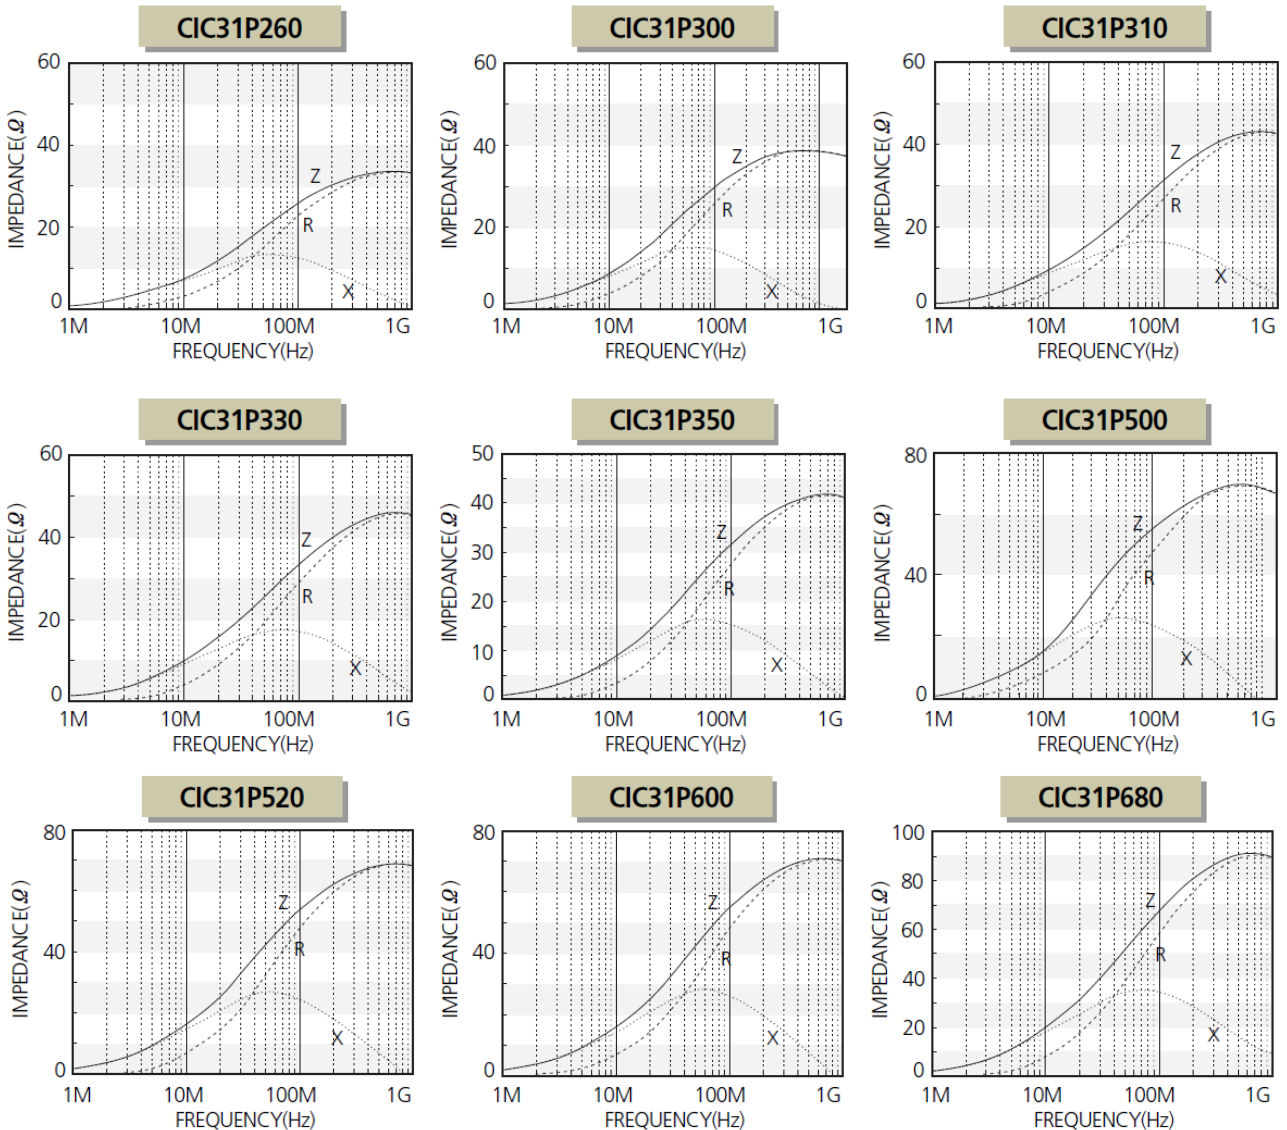 CIC31P260
CIC31P300
CIC31P310
IMPEDANCE(Ω)
60
40
20
0
Z
R
X
1M
10M
100M
1G
FREQUENCY(Hz)
IMPEDANCE(Ω)
60
40
20
0
Z
R
X
1M
10M
100M
1G
FREQUENCY(Hz)
IMPEDANCE(Ω)
60
40
20
0
Z
R
X
1M
10M
100M
1G
FREQUENCY(Hz)
CIC31P330
CIC31P350
CIC31P500
IMPEDANCE(Ω)
60
40
20
0
Z
R
X
1M
10M
100M
1G
FREQUENCY(Hz)
IMPEDANCE(Ω)
50
40
30
20
10
0
Z
R
X
1M
10M
100M
1G
FREQUENCY(Hz)
IMPEDANCE(Ω)
80
40
0
Z
R
X
1M
10M
100M
1G
FREQUENCY(Hz)
CIC31P520
CIC31P600
CIC31P680
IMPEDANCE(Ω)
80
40
0
Z
R
X
1M
10M
100M
1G
FREQUENCY(Hz)
IMPEDANCE(Ω)
80
40
0
Z
R
X
1M
10M
100M
1G
FREQUENCY(Hz)
IMPEDANCE(Ω)
100
80
60
40
20
0
Z
R
X
1M
10M
100M
1G
FREQUENCY(Hz)